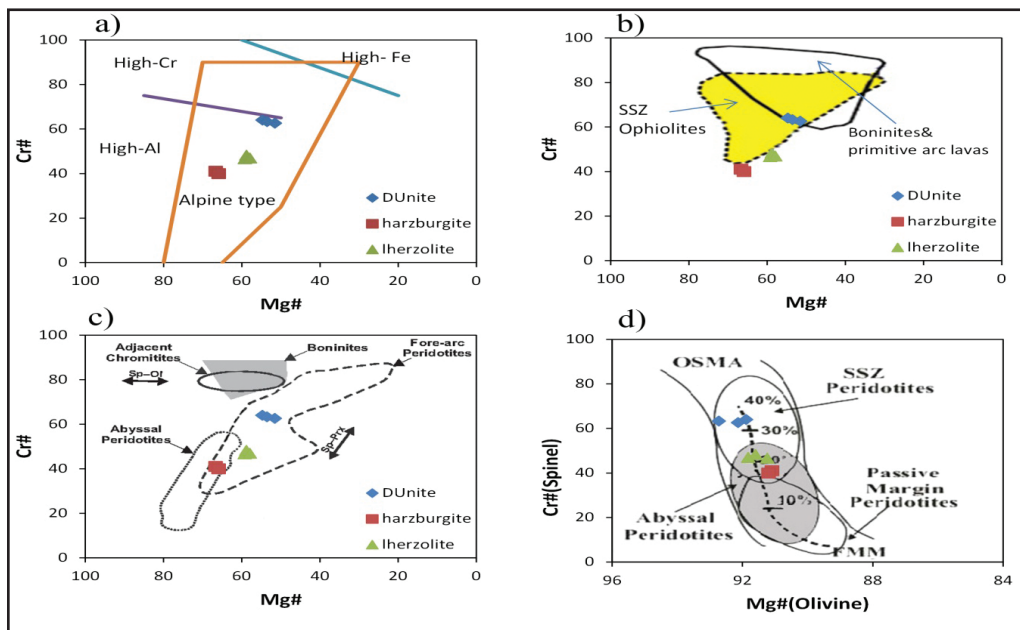 a)
100
80
60
40
20
0
Cr#
High-Cr
High- Fe
High-Al
Alpine type
DUnite
harzburgite
lherzolite
100
80
60
40
20
0
Mg#
b)
100
80
60
40
20
0
Cr#
SSZ
Ophiolites
Boninites&
primitive arc lavas
DUnite
harzburgite
lherzolite
100
80
60
40
20
0
Mg#
c)
100
80
60
40
20
0
Cr#
Adjacent
Chromitites
Boninites
Fore-arc
Peridotites
Sp-Ol
Abyssal
Peridotites
Sp-Prx
DUnite
harzburgite
lherzolite
100
80
60
40
20
0
Mg#
d)
100
80
60
40
20
0
Cr#(Spinel)
OSMA
SSZ
Peridotites
40%
30%
10%
Passive
Margin
Peridotites
Abyssal
Peridotites
FMM
96
92
88
84
Mg#(Olivine)